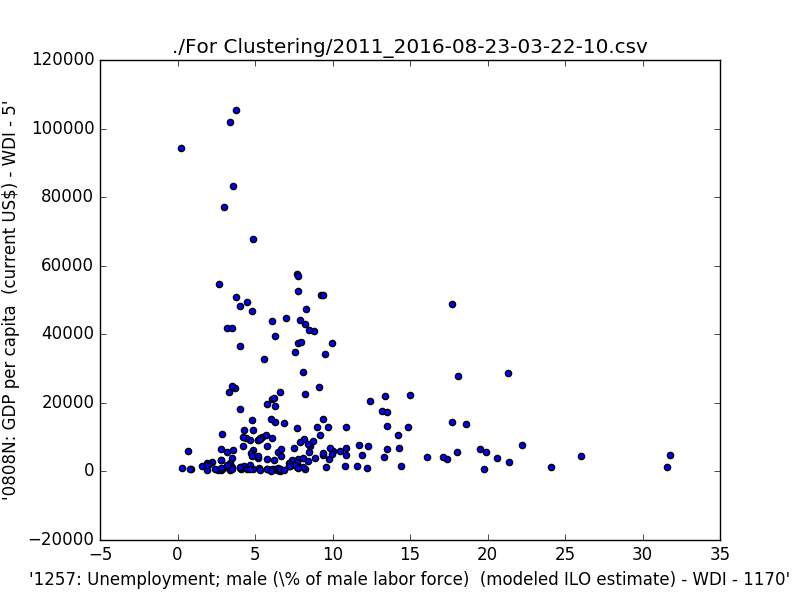 ./For Clustering/2011_2016-08-23-03-22-10.csv
120000
100000
80000
60000
40000
20000
0
−20000
−5 0 5 10 15 20 25 30 35
'0808N: GDP per capita  (current US$) - WDI - 5'
'1257: Unemployment; male (\% of male labor force)  (modeled ILO estimate) - WDI - 1170'